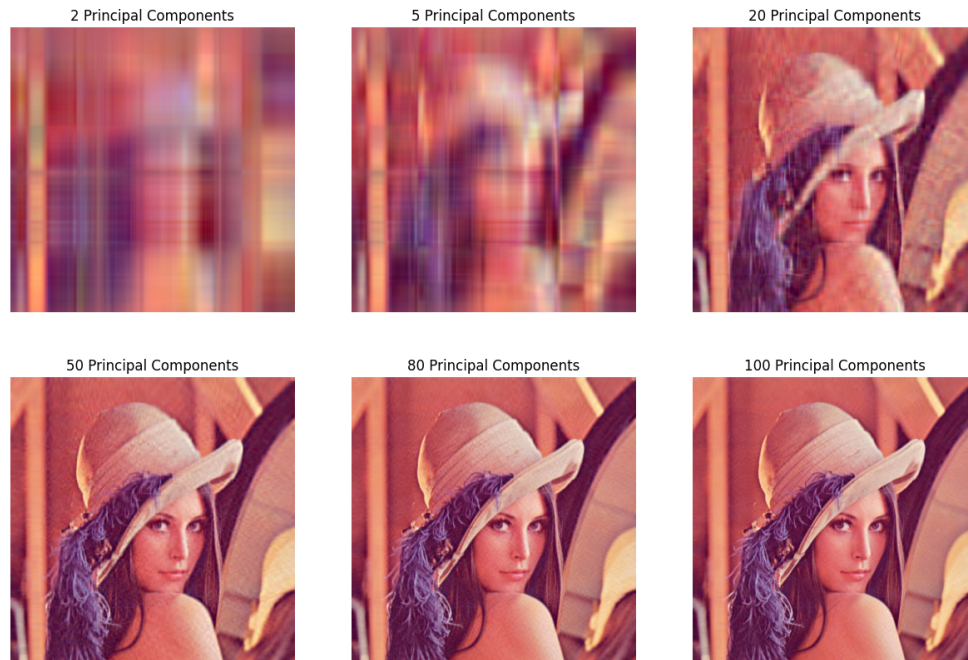 2 Principal Components
5 Principal Components
20 Principal Components
50 Principal Components
80 Principal Components
100 Principal Components